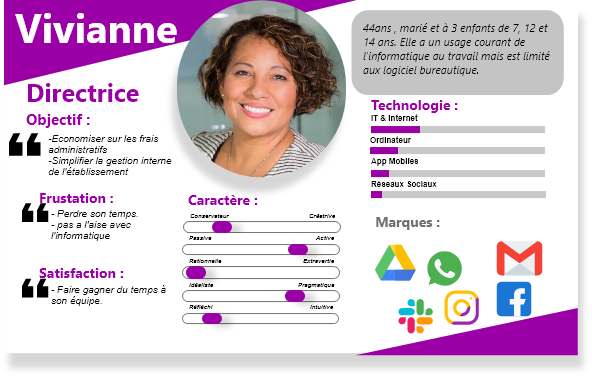 Vivianne
44ans , marié et à 3 enfants de 7, 12 et
14 ans. Elle a un usage courant de
l'informatique au travail mais est limité
aux logiciel bureautique.
Directrice
Objectif :
-Economiser sur les frais
administratifs
-Simplifier la gestion interne
de l'établissement
Frustation :
- Perdre son temps.
- pas a l'aise avec
l'informatique
Satisfaction :
- Faire gagner du temps à
son équipe.
Caractère :
Conservateur Créatrive
Passive Active
Rationnelle Extravertie
Idéaliste Pragmatique
Réfléchi Intuitive
Technologie :
IT & Internet
Ordinateur
App Mobiles
Réseaux Sociaux
Marques :